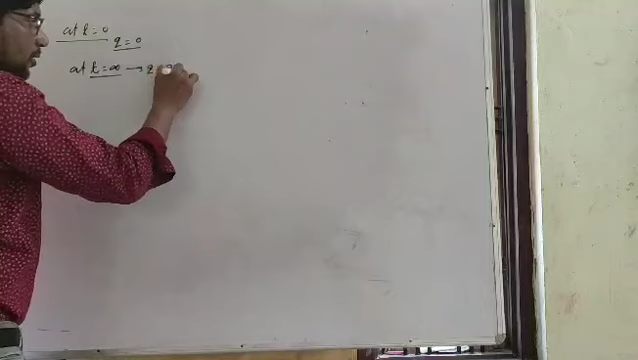 at t = 0
q = 0
at t = ∞ → q =